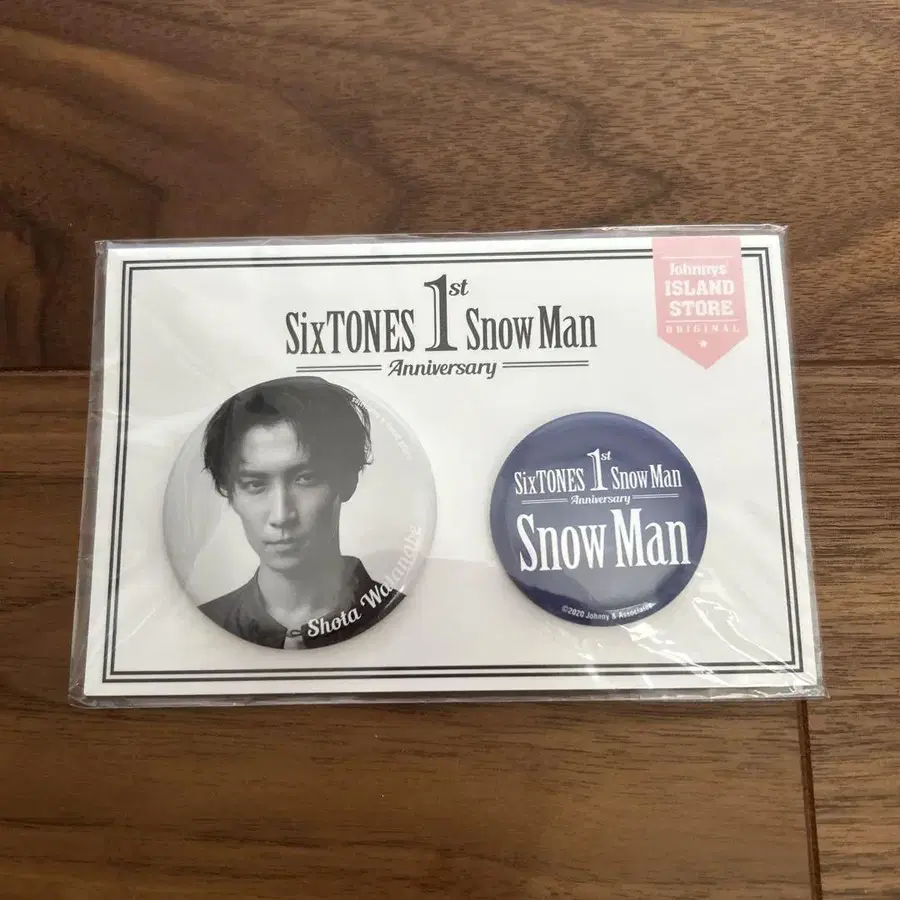 SixTONES 1st Snow Man
Anniversary
Johnnys'
ISLAND
STORE
ORIGINAL
Shota Watanabe
SixTONES 1st Snow Man
Anniversary
Snow Man
©2020 Johnny & Associates